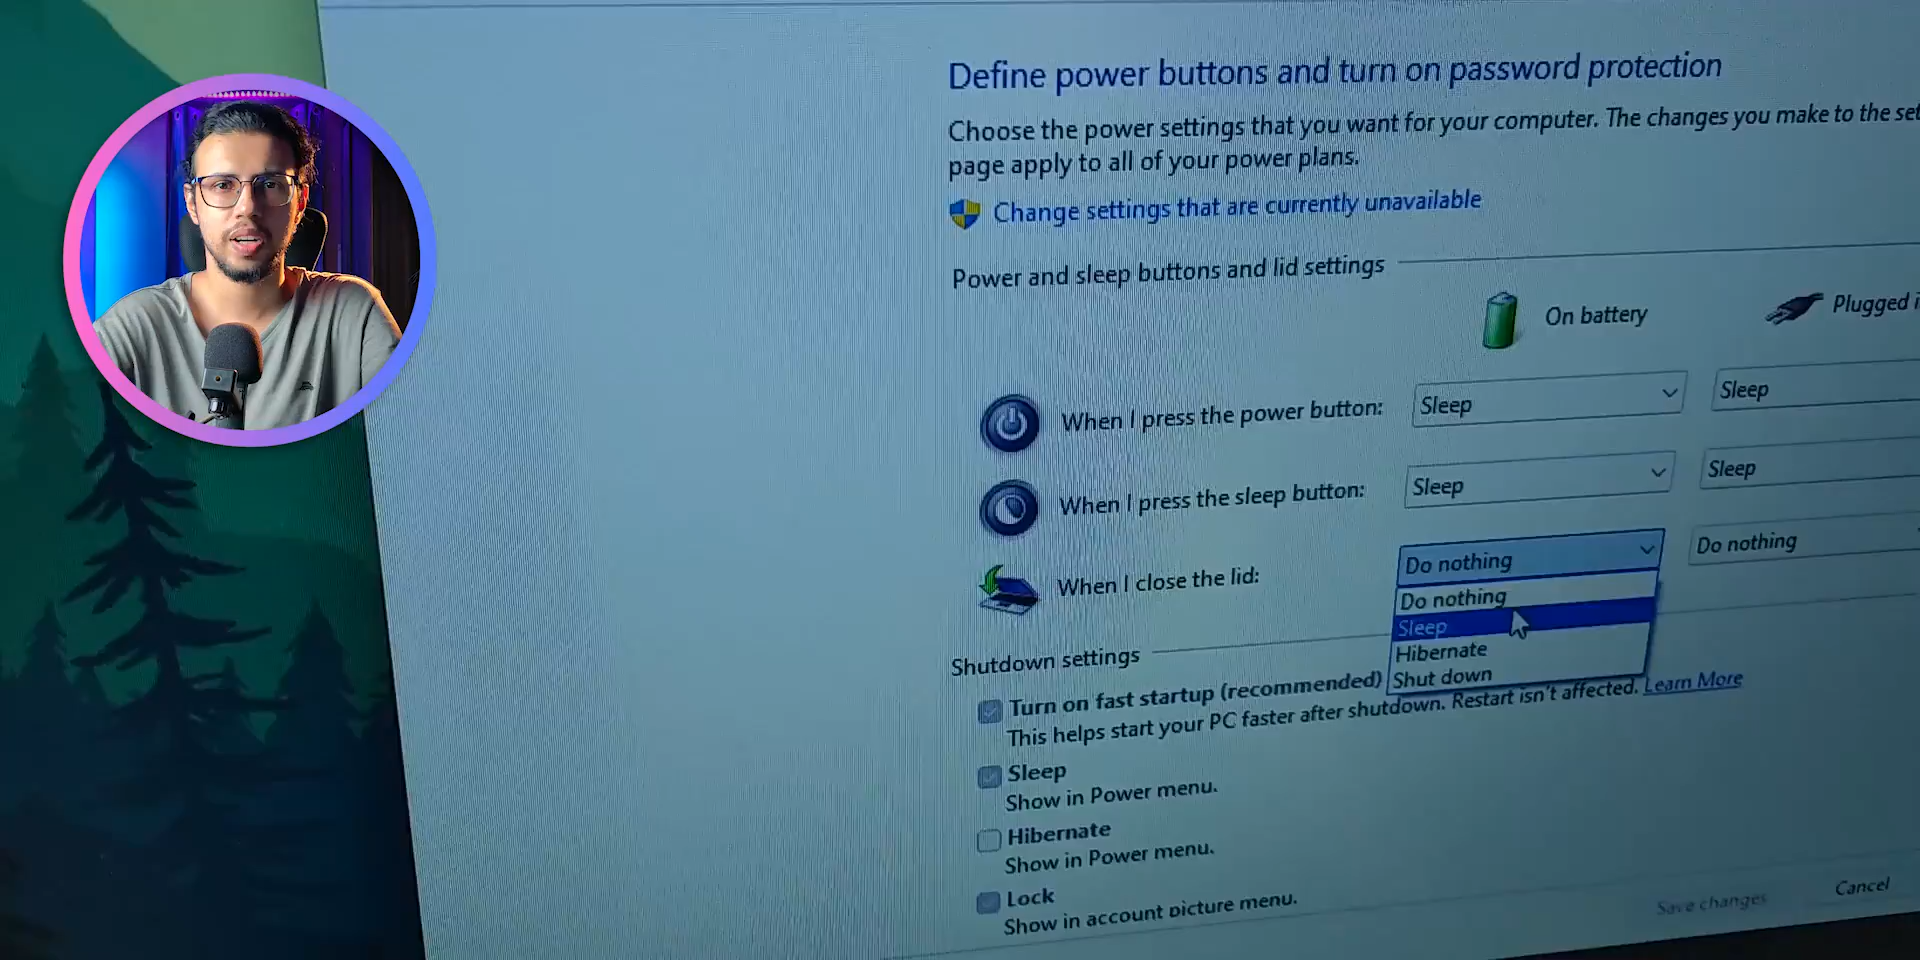 Define power buttons and turn on password protection
Choose the power settings that you want for your computer. The changes you make to the set
page apply to all of your power plans.
Change settings that are currently unavailable
Power and sleep buttons and lid settings
On battery
Plugged i
When I press the power button:
Sleep
Sleep
When I press the sleep button:
Sleep
Sleep
When I close the lid:
Do nothing
Do nothing
Do nothing
Sleep
Hibernate
Shut down
Shutdown settings
Turn on fast startup (recommended)
This helps start your PC faster after shutdown. Restart isn't affected. Learn More
Sleep
Show in Power menu.
Hibernate
Show in Power menu.
Lock
Show in account picture menu.
Save changes
Cancel